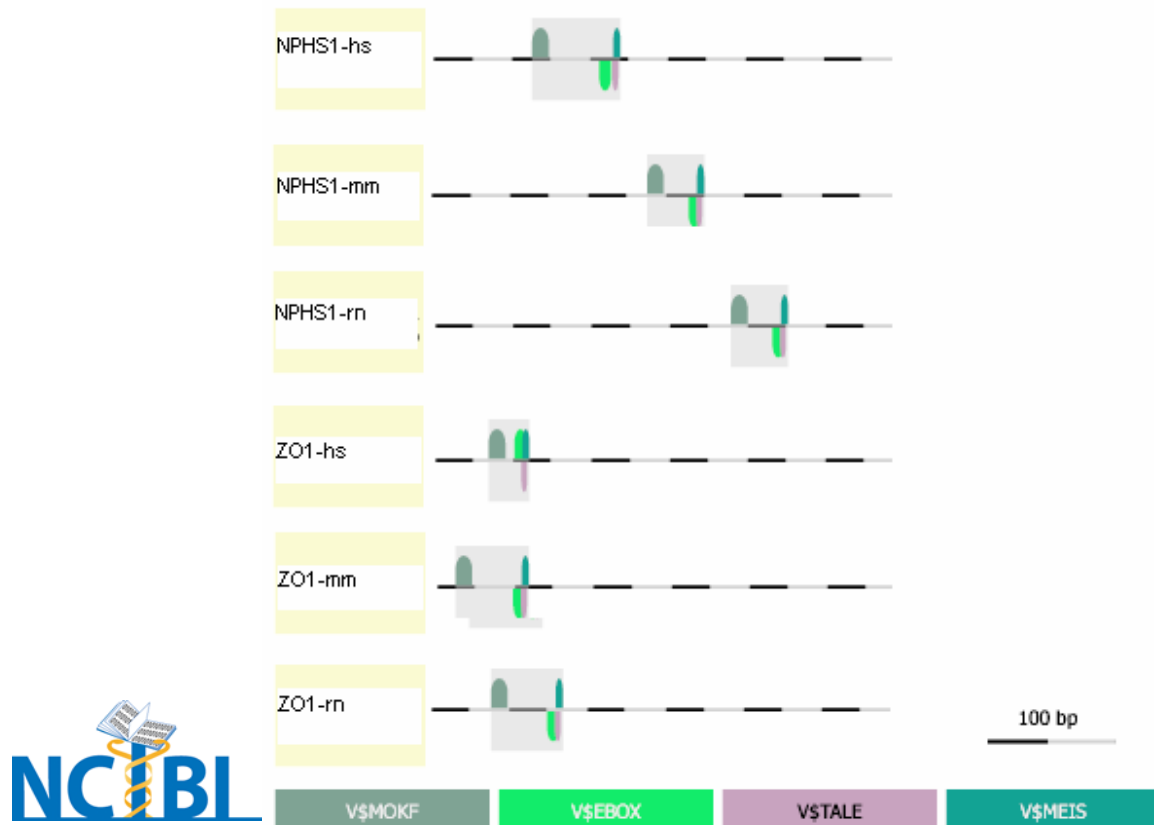 NPHS1-hs
NPHS1-mm
NPHS1-rn
ZO1-hs
ZO1-mm
ZO1-rn
100 bp
NCIBI
V$MOKF V$EBOX V$TALE V$MEIS